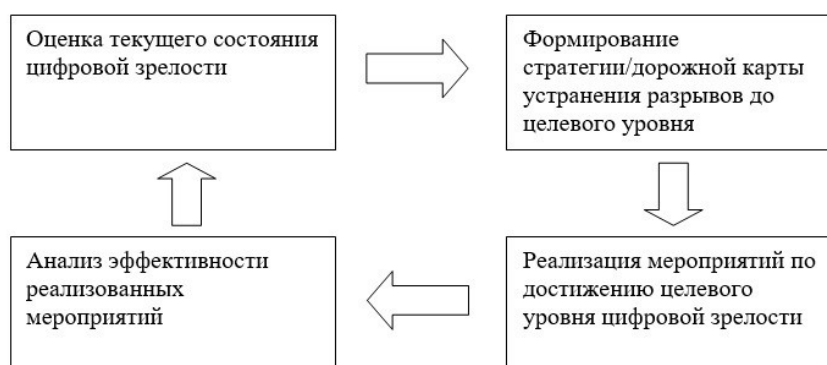 Оценка текущего состояния
цифровой зрелости
Формирование
стратегии/дорожной карты
устранения разрывов до
целевого уровня
Реализация мероприятий по
достижению целевого
уровня цифровой зрелости
Анализ эффективности
реализованных
мероприятий